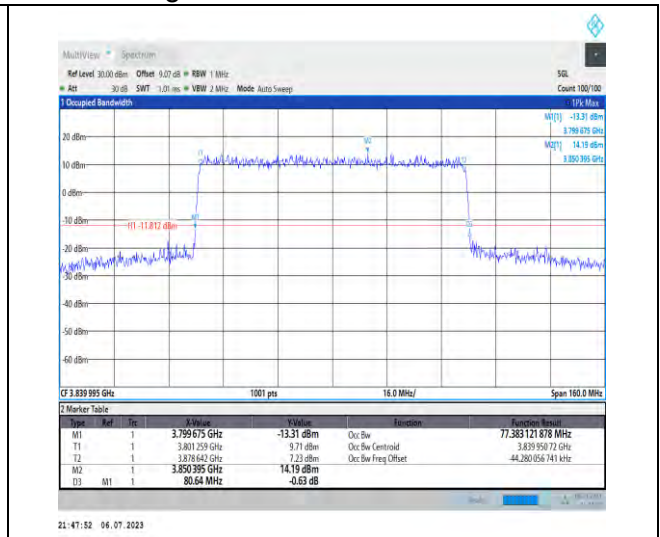 MultiView Spectrum
Ref Level 30.00 dBm Offset 9.07 dB RBW 1 MHz SGL
Att 30 dB SWT 1.01 ms VBW 2 MHz Mode Auto Sweep Count 100/100
1 Occupied Bandwidth 1Pk Max
M1[1] -13.31 dBm
3.799 675 GHz
M2[1] 14.19 dBm
3.850 395 GHz
M2
20 dBm
T1
10 dBm
0 dBm
M1
-10 dBm
H1 -11.812 dBm
D3
-20 dBm
-30 dBm
-40 dBm
-50 dBm
-60 dBm
CF 3.839 995 GHz 1001 pts 16.0 MHz/ Span 160.0 MHz
2 Marker Table
Type Ref Trc X-Value Y-Value Function Function Result
M1 1 3.799 675 GHz -13.31 dBm Occ Bw 77.383 121 878 MHz
T1 1 3.801 259 GHz 9.71 dBm Occ Bw Centroid 3.839 950 72 GHz
T2 1 3.878 642 GHz 7.23 dBm Occ Bw Freq Offset -44.280 056 741 kHz
M2 1 3.850 395 GHz 14.19 dBm
D3 M1 1 80.64 MHz -0.63 dB
21:47:52 06.07.2023